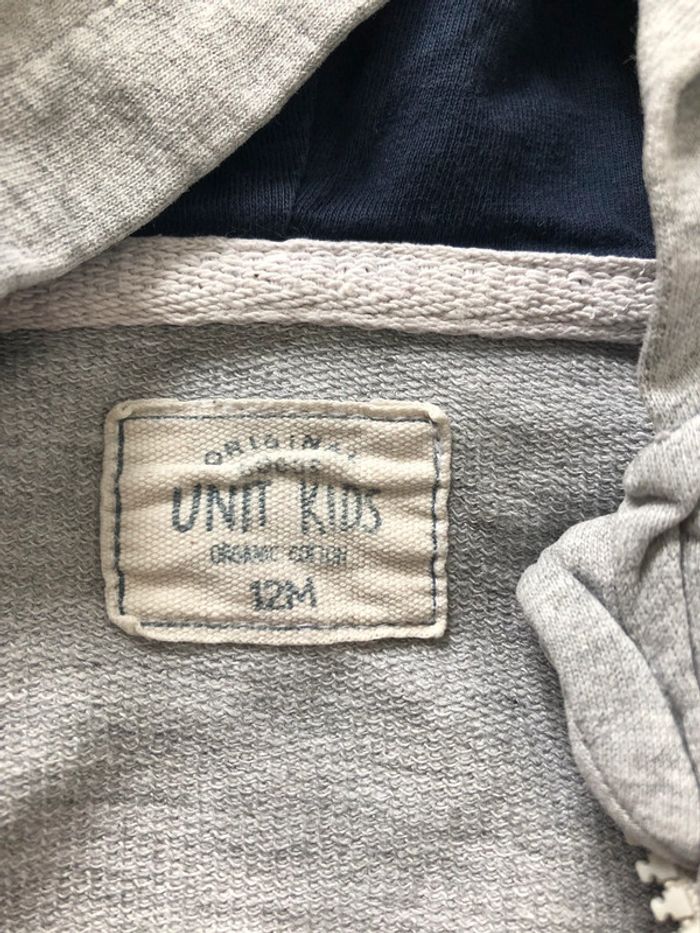 ORIGINAL
UNIT KIDS
ORGANIC COTTON
12M